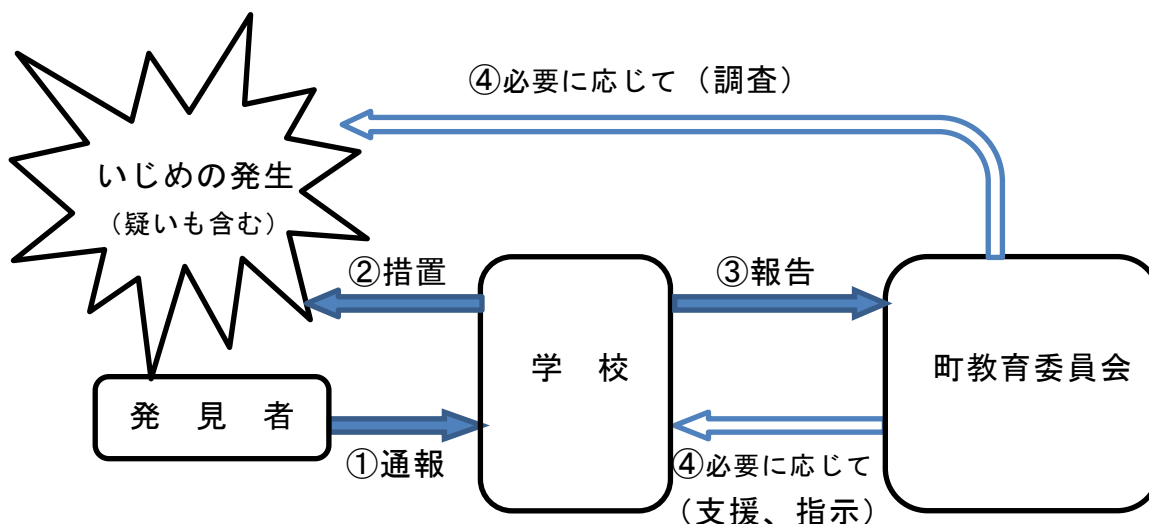 ④必要に応じて(調査)
いじめの発生
(疑いも含む)
②措置
③報告
学 校
町教育委員会
発 見 者
①通報
④必要に応じて
(支援、指示)